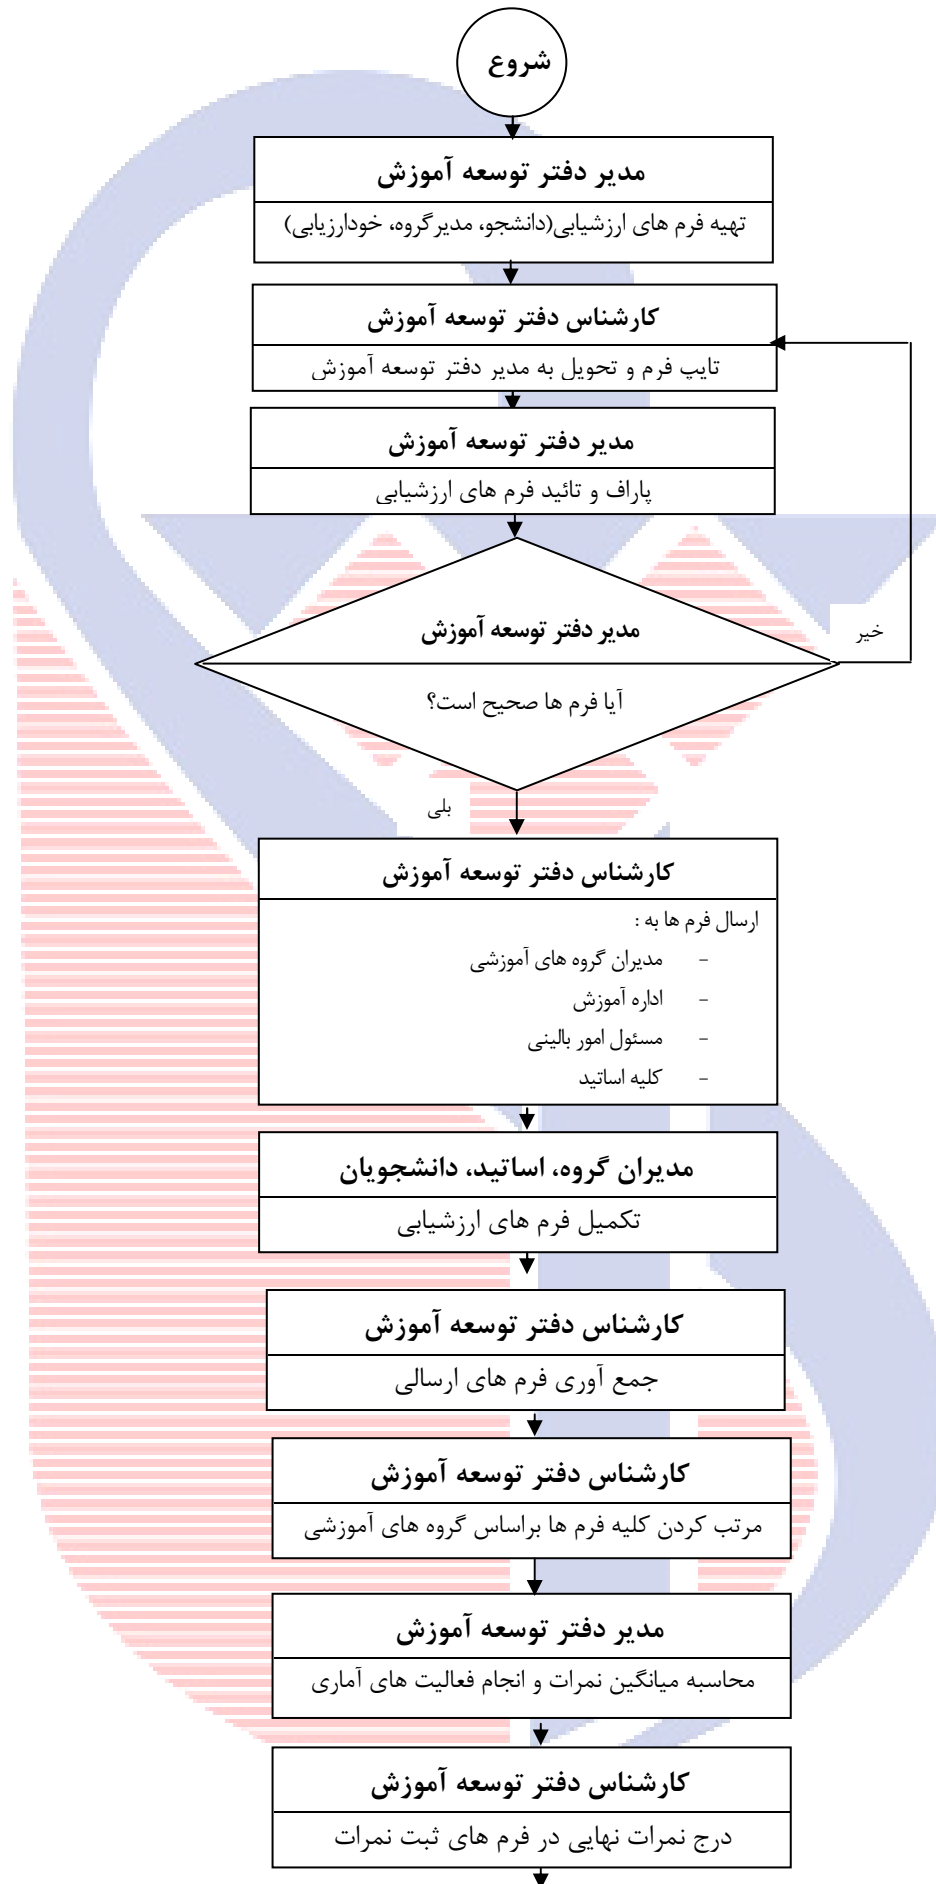 شروع
مدیر دفتر توسعه آموزش
تهیه فرم های ارزشیابی(دانشجو، مدیرگروه، خودارزیابی)
کارشناس دفتر توسعه آموزش
تایپ فرم و تحویل به مدیر دفتر توسعه آموزش
مدیر دفتر توسعه آموزش
پاراف و تائید فرم های ارزشیابی
مدیر دفتر توسعه آموزش
خیر
آیا فرم ها صحیح است؟
بلی
کارشناس دفتر توسعه آموزش
ارسال فرم ها به :
- مدیران گروه های آموزشی
- اداره آموزش
- مسئول امور بالینی
- کلیه اساتید
مدیران گروه، اساتید، دانشجویان
تکمیل فرم های ارزشیابی
کارشناس دفتر توسعه آموزش
جمع آوری فرم های ارسالی
کارشناس دفتر توسعه آموزش
مرتب کردن کلیه فرم ها براساس گروه های آموزشی
مدیر دفتر توسعه آموزش
محاسبه میانگین نمرات و انجام فعالیت های آماری
کارشناس دفتر توسعه آموزش
درج نمرات نهایی در فرم های ثبت نمرات